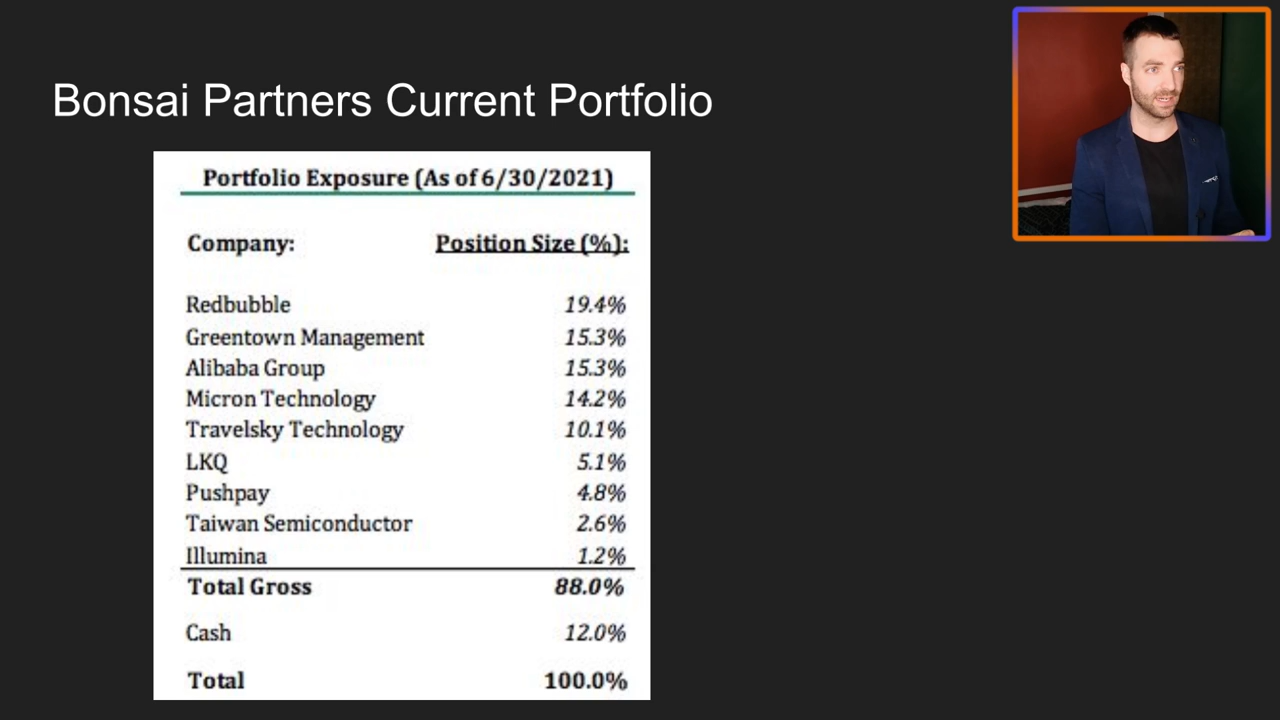 Bonsai Partners Current Portfolio
Portfolio Exposure (As of 6/30/2021)
Company: Position Size (%):
Redbubble 19.4%
Greentown Management 15.3%
Alibaba Group 15.3%
Micron Technology 14.2%
Travelsky Technology 10.1%
LKQ 5.1%
Pushpay 4.8%
Taiwan Semiconductor 2.6%
Illumina 1.2%
Total Gross 88.0%
Cash 12.0%
Total 100.0%